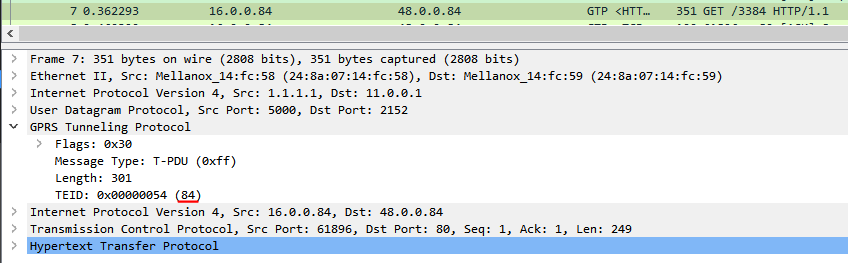 7 0.362293 16.0.0.84 48.0.0.84 GTP <HTT… 351 GET /3384 HTTP/1.1
Frame 7: 351 bytes on wire (2808 bits), 351 bytes captured (2808 bits)
Ethernet II, Src: Mellanox_14:fc:58 (24:8a:07:14:fc:58), Dst: Mellanox_14:fc:59 (24:8a:07:14:fc:59)
Internet Protocol Version 4, Src: 1.1.1.1, Dst: 11.0.0.1
User Datagram Protocol, Src Port: 5000, Dst Port: 2152
GPRS Tunneling Protocol
Flags: 0x30
Message Type: T-PDU (0xff)
Length: 301
TEID: 0x00000054 (84)
Internet Protocol Version 4, Src: 16.0.0.84, Dst: 48.0.0.84
Transmission Control Protocol, Src Port: 61896, Dst Port: 80, Seq: 1, Ack: 1, Len: 249
Hypertext Transfer Protocol